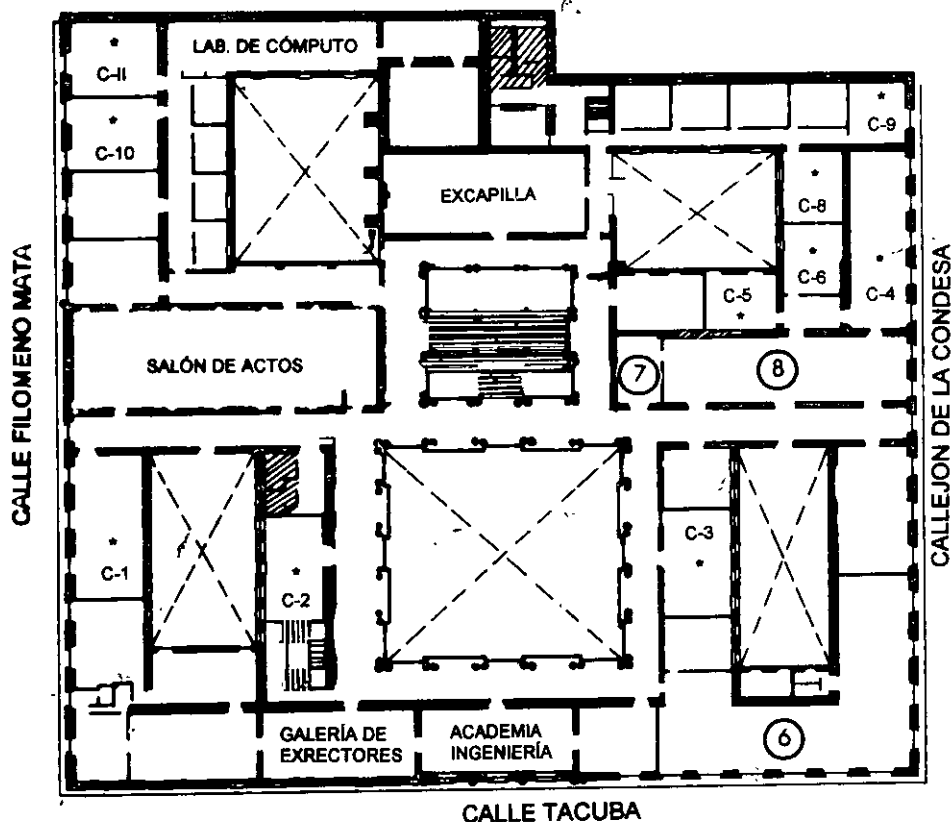 LAB. DE CÓMPUTO
C-II
C-10
C-9
EXCAPILLA
C-8
C-6
C-4
C-5
CALLE FILOMENO MATA
SALÓN DE ACTOS
7
8
CALLEJON DE LA CONDESA
C-1
C-2
C-3
GALERÍA DE
EXRECTORES
ACADEMIA
INGENIERÍA
6
CALLE TACUBA